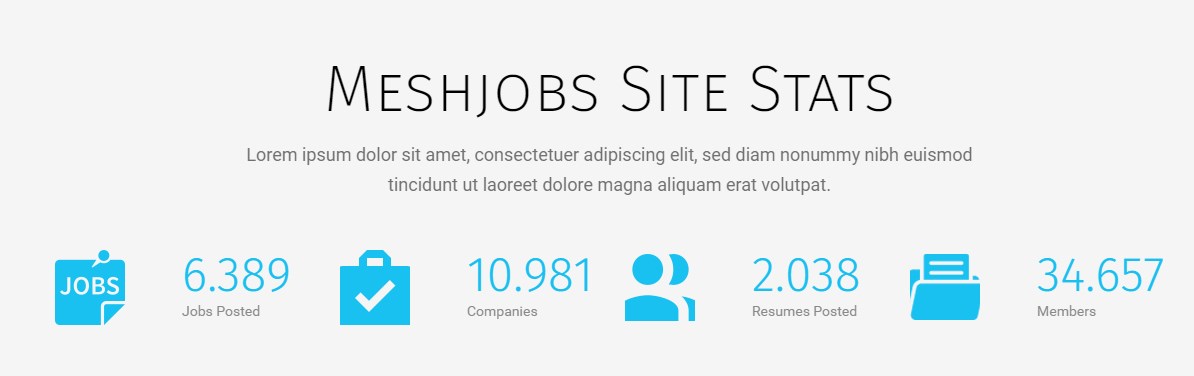 MESHJOBS SITE STATS
Lorem ipsum dolor sit amet, consectetuer adipiscing elit, sed diam nonummy nibh euismod
tincidunt ut laoreet dolore magna aliquam erat volutpat.
JOBS
6.389
Jobs Posted
10.981
Companies
2.038
Resumes Posted
34.657
Members